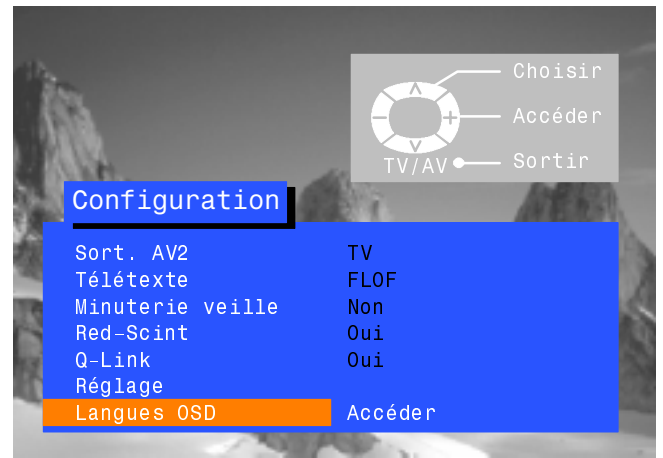 Choisir
Accéder
TV/AV Sortir
Configuration
Sort. AV2 TV
Télétexte FLOF
Minuterie veille Non
Red-Scint Oui
Q-Link Oui
Réglage
Langues OSD Accéder